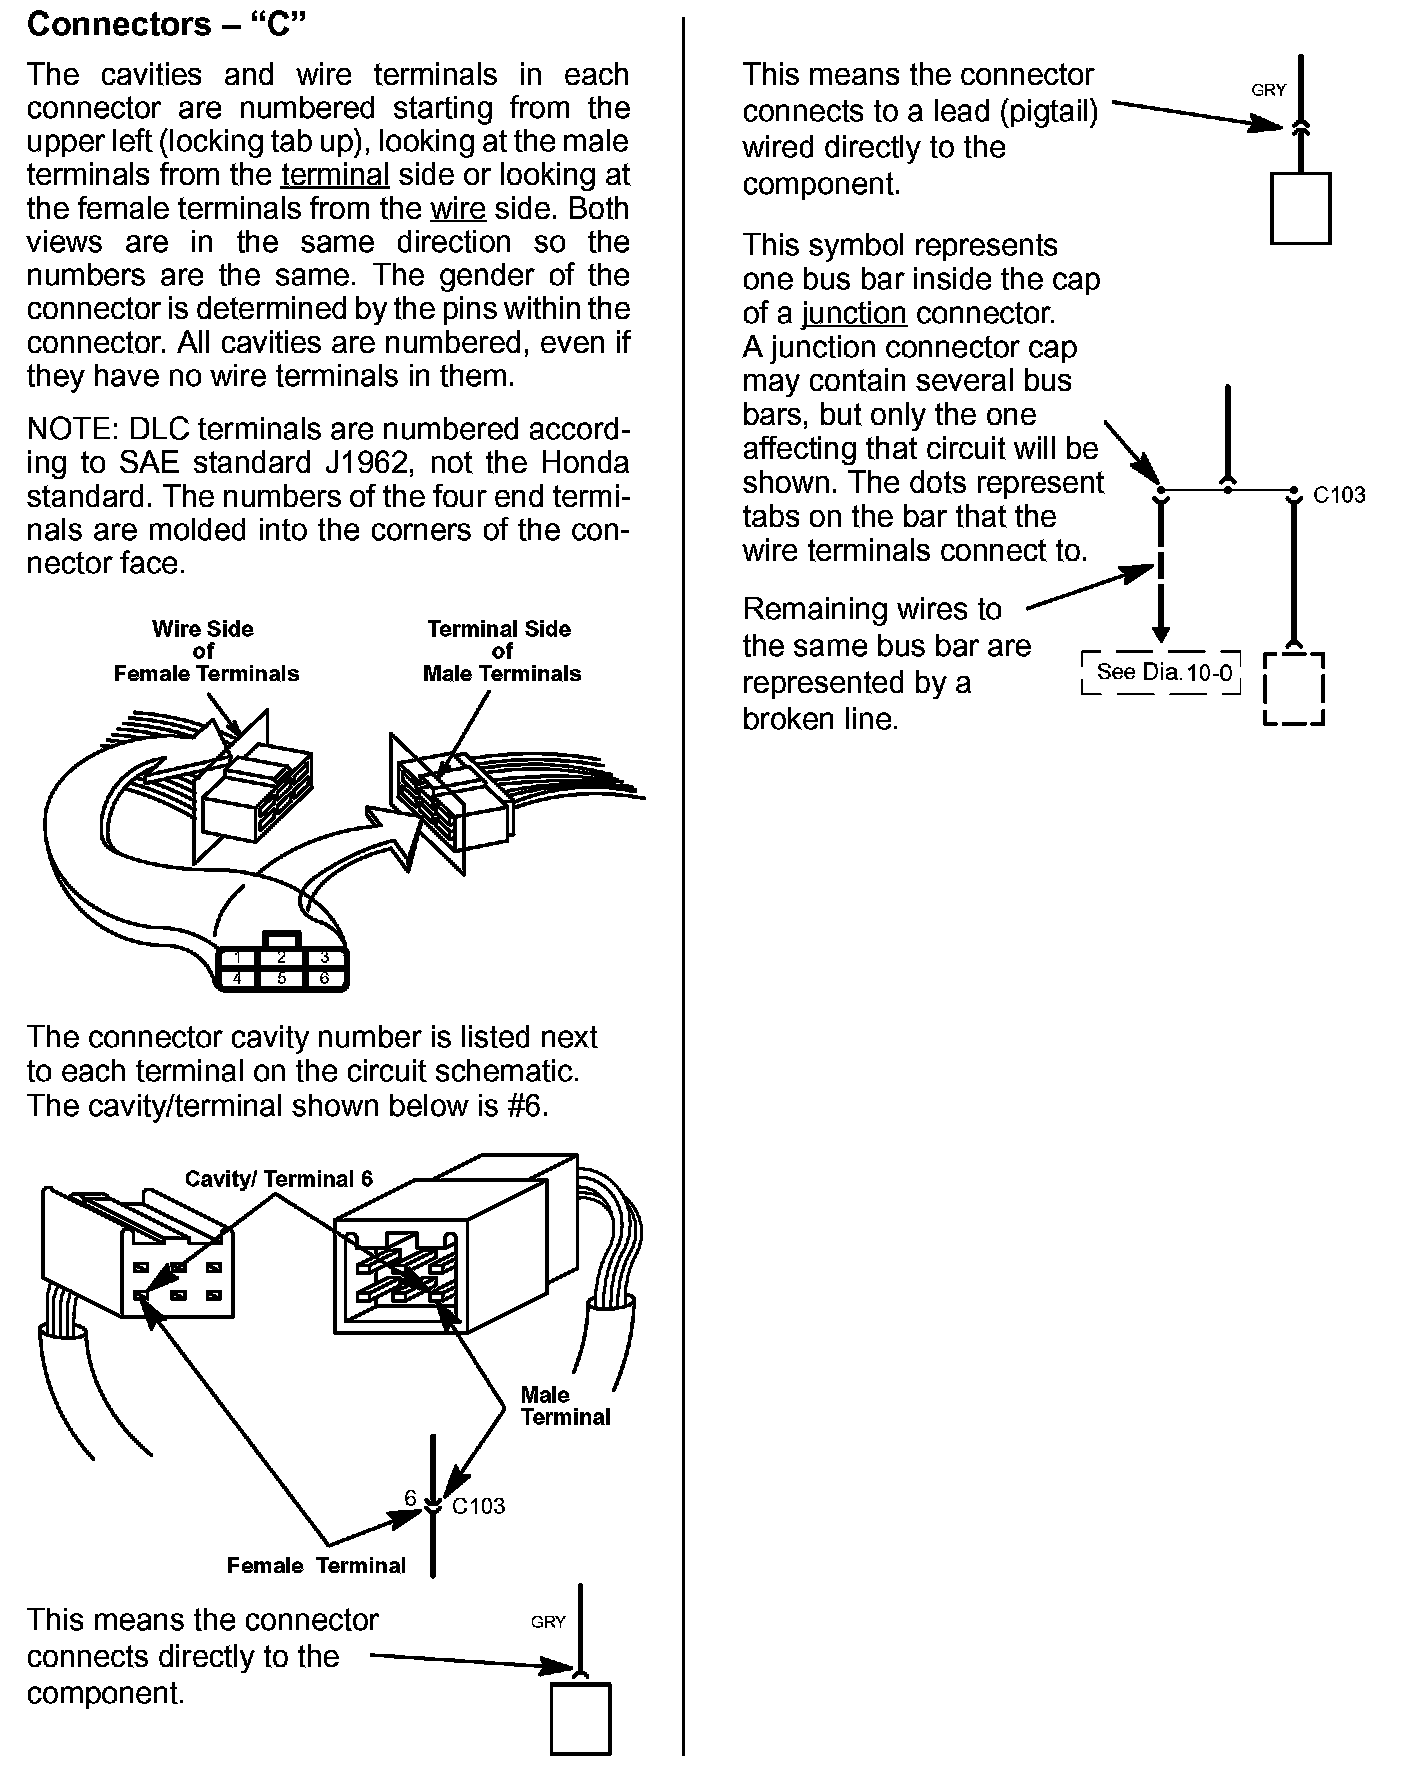 Connectors – “C”
The cavities and wire terminals in each
connector are numbered starting from the
upper left (locking tab up), looking at the male
terminals from the terminal side or looking at
the female terminals from the wire side. Both
views are in the same direction so the
numbers are the same. The gender of the
connector is determined by the pins within the
connector. All cavities are numbered, even if
they have no wire terminals in them.
NOTE: DLC terminals are numbered accord-
ing to SAE standard J1962, not the Honda
standard. The numbers of the four end termi-
nals are molded into the corners of the con-
nector face.
Wire Side
of
Female Terminals
Terminal Side
of
Male Terminals
1 2 3
4 5 6
The connector cavity number is listed next
to each terminal on the circuit schematic.
The cavity/terminal shown below is #6.
Cavity/ Terminal 6
Male
Terminal
6 C103
Female Terminal
This means the connector
connects directly to the
component.
GRY
This means the connector
connects to a lead (pigtail)
wired directly to the
component.
GRY
This symbol represents
one bus bar inside the cap
of a junction connector.
A junction connector cap
may contain several bus
bars, but only the one
affecting that circuit will be
shown. The dots represent
tabs on the bar that the
wire terminals connect to.
C103
Remaining wires to
the same bus bar are
represented by a
broken line.
See Dia. 10-0